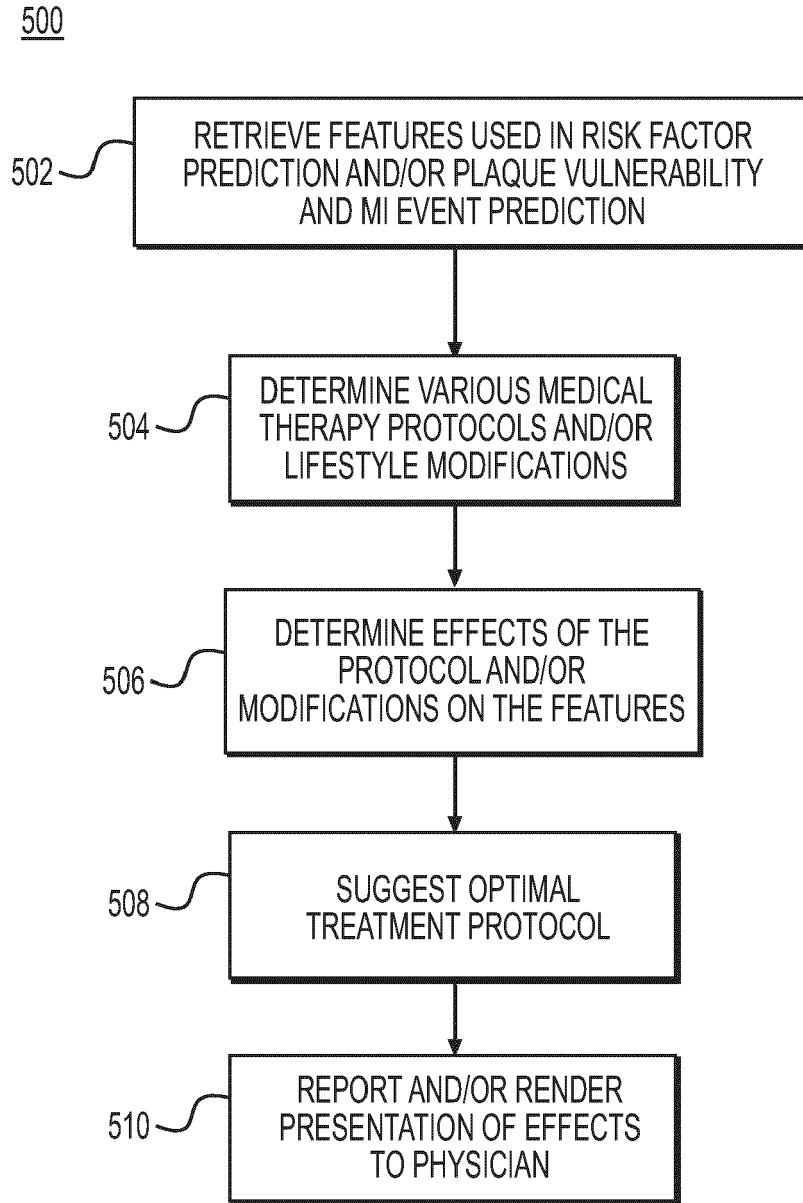 500
502
RETRIEVE FEATURES USED IN RISK FACTOR
PREDICTION AND/OR PLAQUE VULNERABILITY
AND MI EVENT PREDICTION
504
DETERMINE VARIOUS MEDICAL
THERAPY PROTOCOLS AND/OR
LIFESTYLE MODIFICATIONS
506
DETERMINE EFFECTS OF THE
PROTOCOL AND/OR
MODIFICATIONS ON THE FEATURES
508
SUGGEST OPTIMAL
TREATMENT PROTOCOL
510
REPORT AND/OR RENDER
PRESENTATION OF EFFECTS
TO PHYSICIAN